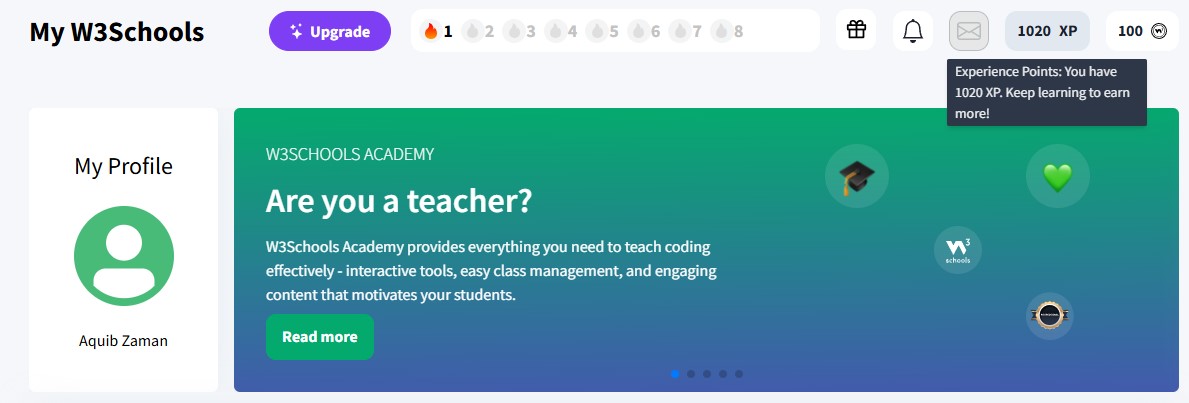 My W3Schools
Upgrade
1 2 3 4 5 6 7 8
1020 XP
100
Experience Points: You have
1020 XP. Keep learning to earn
more!
My Profile
Aquib Zaman
W3SCHOOLS ACADEMY
Are you a teacher?
W3Schools Academy provides everything you need to teach coding
effectively - interactive tools, easy class management, and engaging
content that motivates your students.
Read more
W3
schools